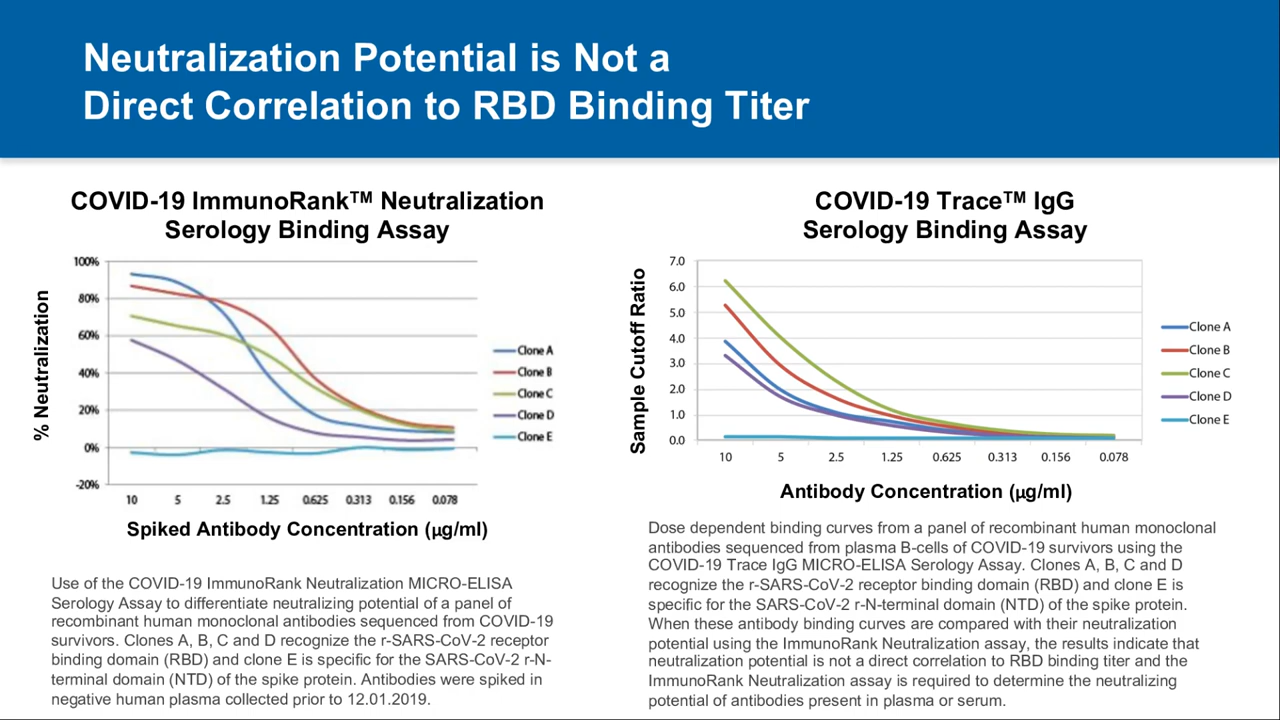 Neutralization Potential is Not a
Direct Correlation to RBD Binding Titer
COVID-19 ImmunoRank™ Neutralization
Serology Binding Assay
% Neutralization
100%
80%
60%
40%
20%
0%
-20%
10 5 2.5 1.25 0.625 0.313 0.156 0.078
Clone A
Clone B
Clone C
Clone D
Clone E
Spiked Antibody Concentration (μg/ml)
Use of the COVID-19 ImmunoRank Neutralization MICRO-ELISA
Serology Assay to differentiate neutralizing potential of a panel of
recombinant human monoclonal antibodies sequenced from COVID-19
survivors. Clones A, B, C and D recognize the r-SARS-CoV-2 receptor
binding domain (RBD) and clone E is specific for the SARS-CoV-2 r-N-
terminal domain (NTD) of the spike protein. Antibodies were spiked in
negative human plasma collected prior to 12.01.2019.
COVID-19 Trace™ IgG
Serology Binding Assay
Sample Cutoff Ratio
7.0
6.0
5.0
4.0
3.0
2.0
1.0
0.0
10 5 2.5 1.25 0.625 0.313 0.156 0.078
Clone A
Clone B
Clone C
Clone D
Clone E
Antibody Concentration (μg/ml)
Dose dependent binding curves from a panel of recombinant human monoclonal
antibodies sequenced from plasma B-cells of COVID-19 survivors using the
COVID-19 Trace IgG MICRO-ELISA Serology Assay. Clones A, B, C and D
recognize the r-SARS-CoV-2 receptor binding domain (RBD) and clone E is
specific for the SARS-CoV-2 r-N-terminal domain (NTD) of the spike protein.
When these antibody binding curves are compared with their neutralization
potential using the ImmunoRank Neutralization assay, the results indicate that
neutralization potential is not a direct correlation to RBD binding titer and the
ImmunoRank Neutralization assay is required to determine the neutralizing
potential of antibodies present in plasma or serum.